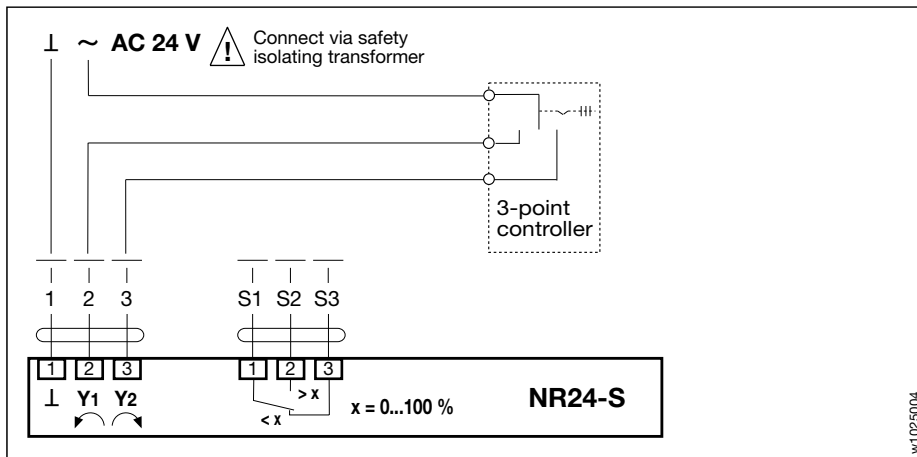 ⊥ ~ AC 24 V ! Connect via safety
isolating transformer
3-point
controller
1 2 3 S1 S2 S3
1 2 3 1 2 3
⊥ Y1 Y2 < x > x x = 0...100 % NR24-S
w1025004